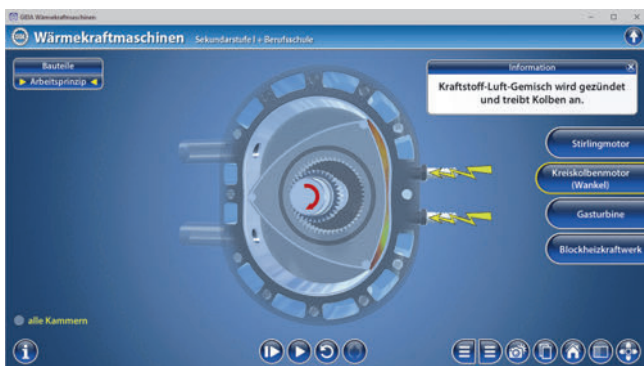 GIDA Wärmekraftmaschinen
GIDA
Wärmekraftmaschinen Sekundarstufe I + Berufsschule
Bauteile
Arbeitsprinzip
Information
Kraftstoff-Luft-Gemisch wird gezündet
und treibt Kolben an.
Stirlingmotor
Kreiskolbenmotor
(Wankel)
Gasturbine
Blockheizkraftwerk
alle Kammern